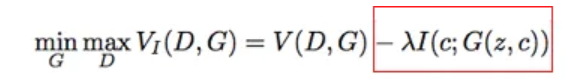 min max V_I(D, G) = V(D, G) − λI(c; G(z, c))
G D